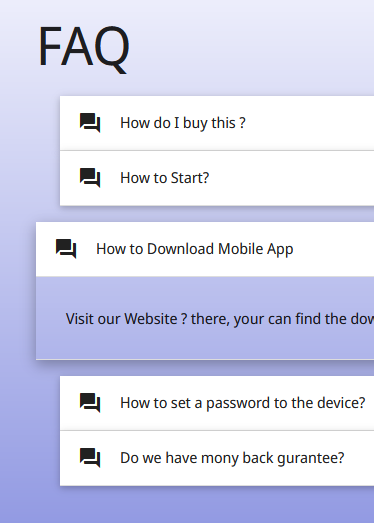 FAQ
How do I buy this ?
How to Start?
How to Download Mobile App
Visit our Website ? there, your can find the
How to set a password to the device?
Do we have mony back gurantee?